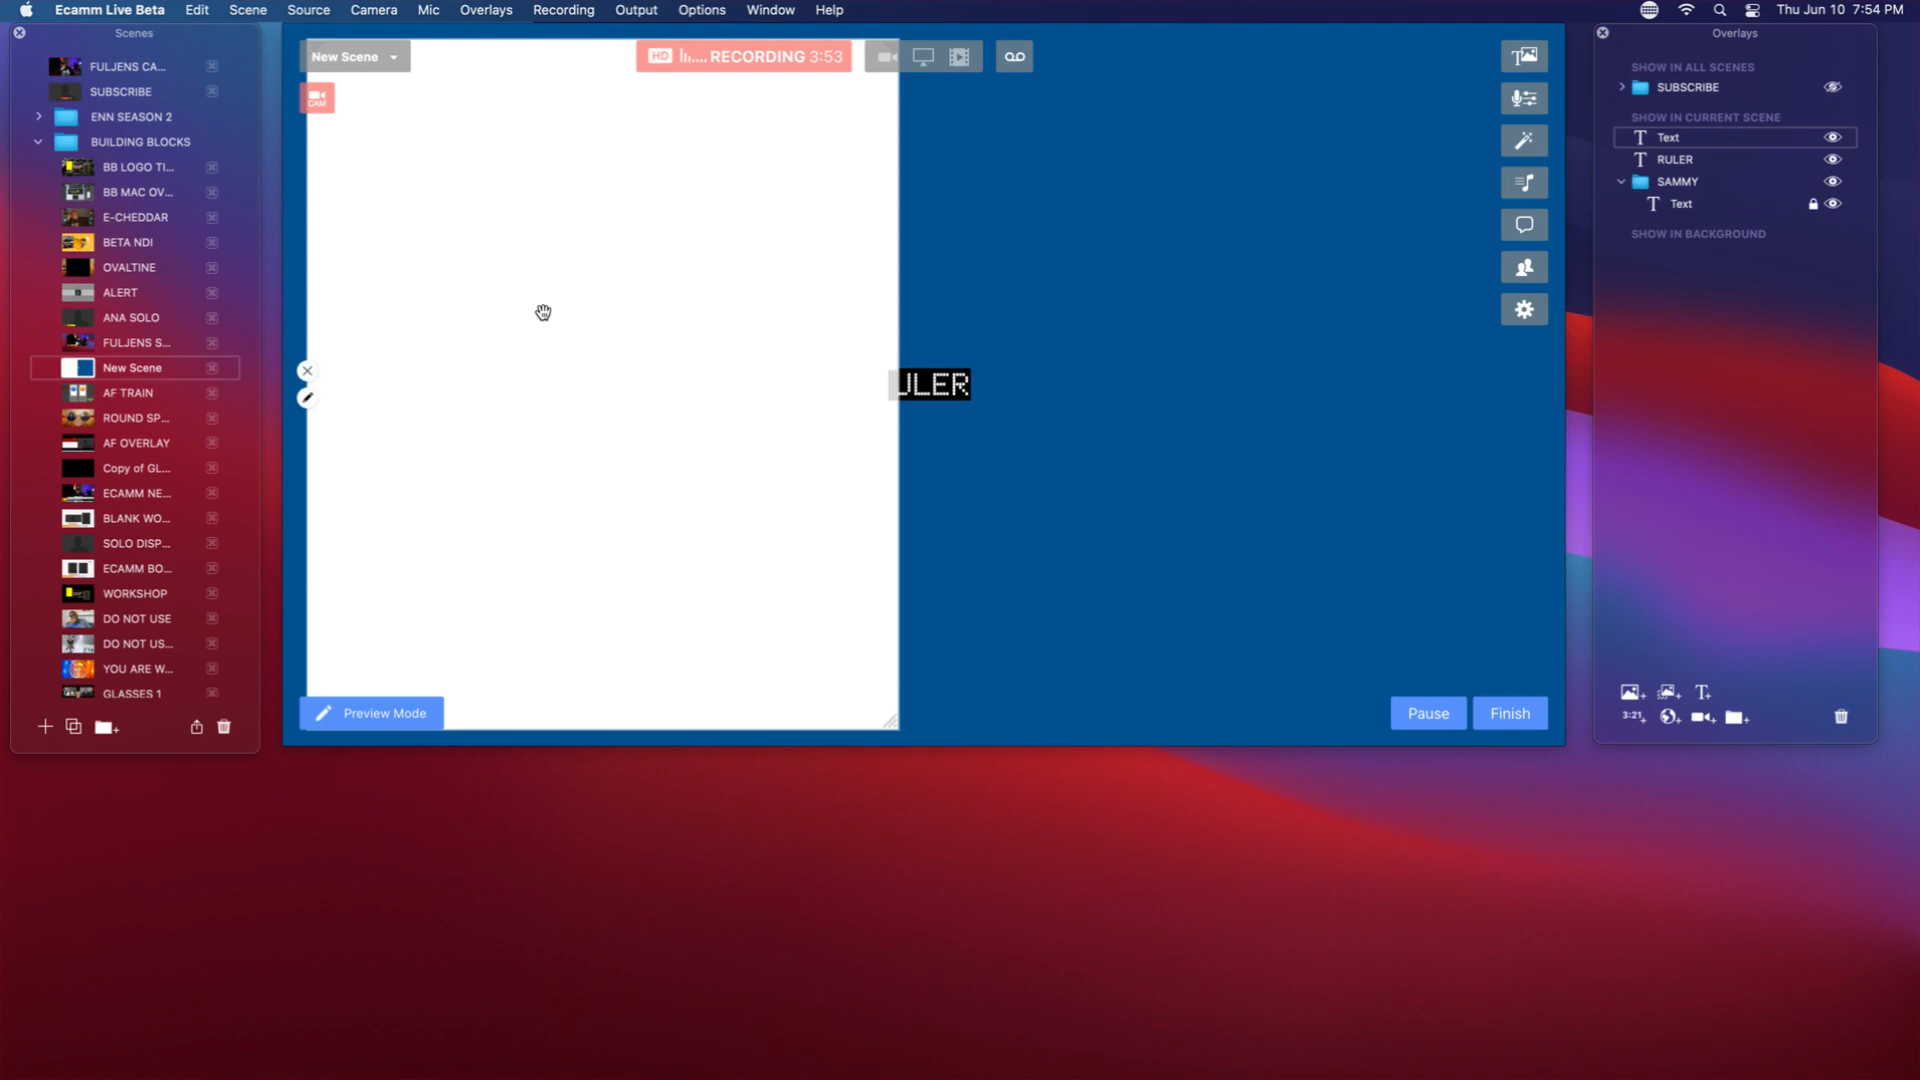 Ecamm Live Beta Edit Scene Source Camera Mic Overlays Recording Output Options Window Help Thu Jun 10 7:54 PM
Scenes
FULJENS CA...
SUBSCRIBE
ENN SEASON 2
BUILDING BLOCKS
BB LOGO TI...
BB MAC OV...
E-CHEDDAR
BETA NDI
OVALTINE
ALERT
ANA SOLO
FULJENS S...
New Scene
AF TRAIN
ROUND SP...
AF OVERLAY
Copy of GL...
ECAMM NE...
BLANK WO...
SOLO DISP...
ECAMM BO...
WORKSHOP
DO NOT USE
DO NOT US...
YOU ARE W...
GLASSES 1
New Scene
HD RECORDING 3:53
CAM
ULER
Preview Mode
Pause Finish
Overlays
SHOW IN ALL SCENES
SUBSCRIBE
SHOW IN CURRENT SCENE
Text
RULER
SAMMY
Text
SHOW IN BACKGROUND
3:21